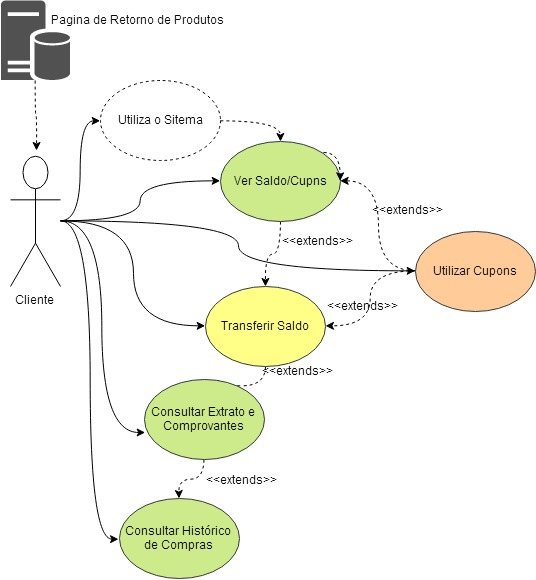 Pagina de Retorno de Produtos
Utiliza o Sitema
Ver Saldo/Cupns
<<extends>>
<<extends>>
Utilizar Cupons
Cliente
<<extends>>
Transferir Saldo
<<extends>>
Consultar Extrato e
Comprovantes
<<extends>>
Consultar Histórico
de Compras